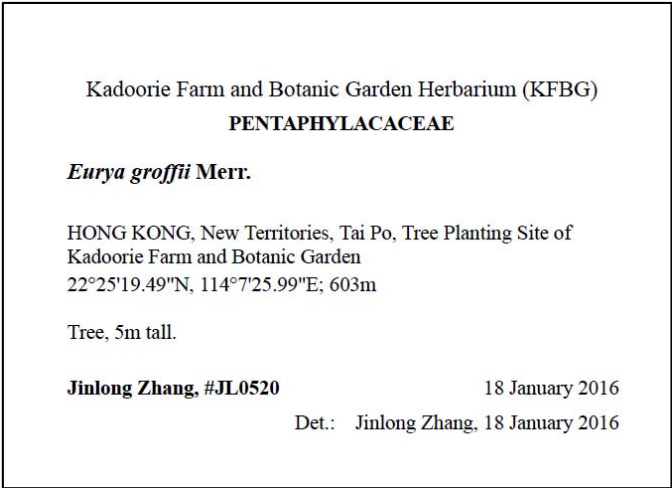 Kadoorie Farm and Botanic Garden Herbarium (KFBG)
PENTAPHYLACACEAE
Eurya groffii Merr.
HONG KONG, New Territories, Tai Po, Tree Planting Site of
Kadoorie Farm and Botanic Garden
22°25'19.49"N, 114°7'25.99"E; 603m
Tree, 5m tall.
Jinlong Zhang, #JL0520 18 January 2016
Det.: Jinlong Zhang, 18 January 2016